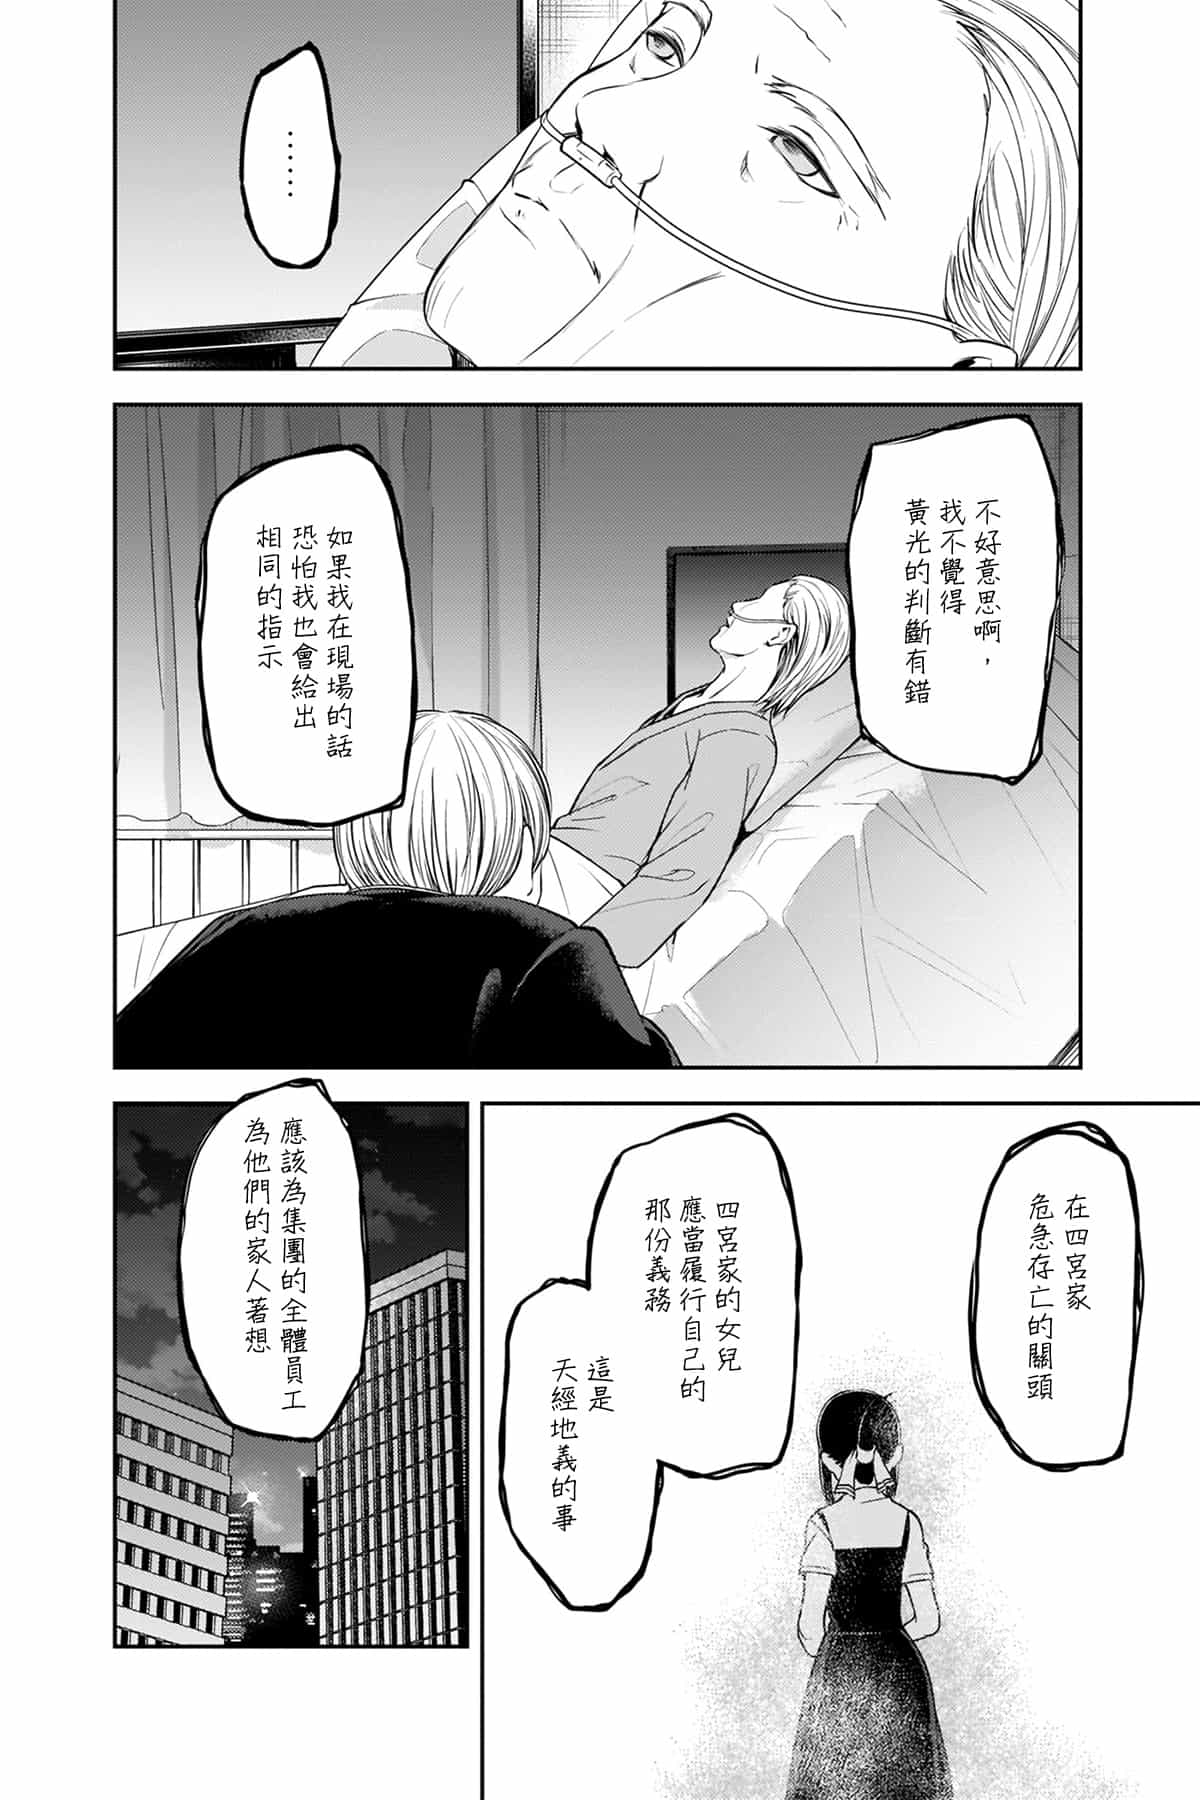 ⋯⋯
不好意思啊，
我不覺得
黃光的判斷有錯
如果我在現場的話
恐怕我也會給出
相同的指示
在四宮家
危急存亡的關頭
四宮家的女兒
應當履行自己的
那份義務
這是
天經地義的事
應該為集團的全體員工
為他們的家人著想